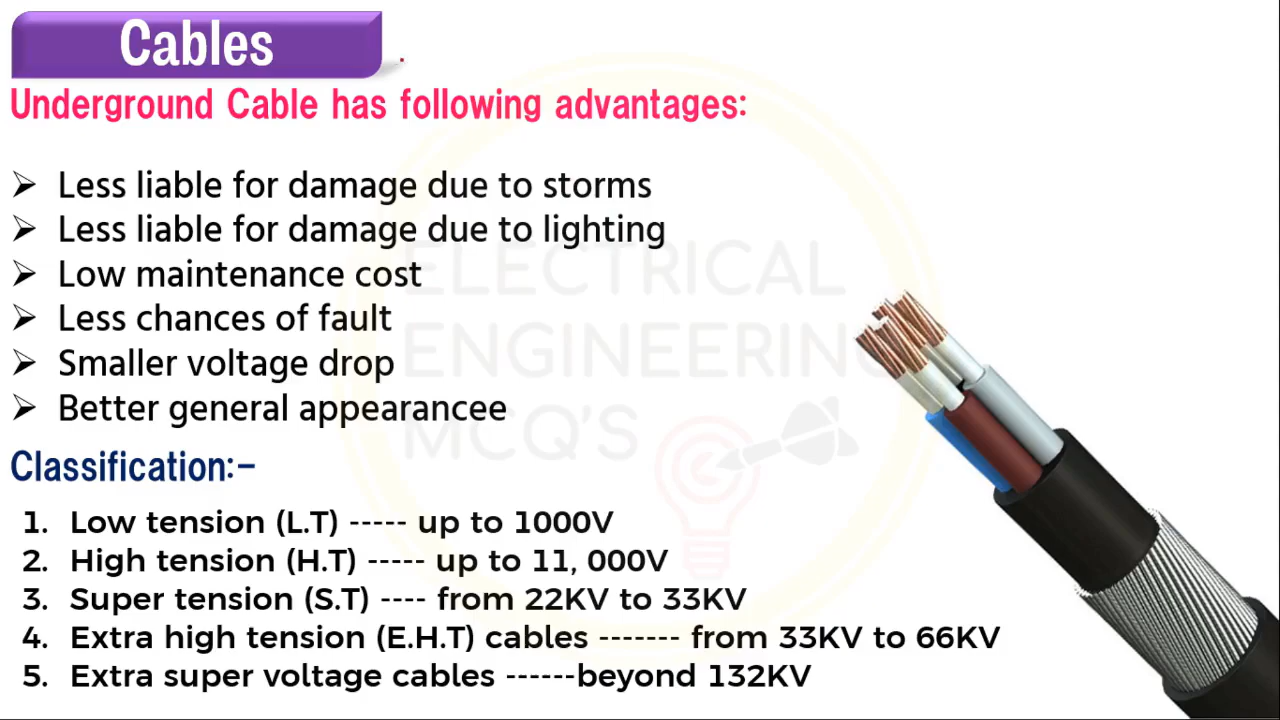 Cables
Underground Cable has following advantages:
➢ Less liable for damage due to storms
➢ Less liable for damage due to lighting
➢ Low maintenance cost
➢ Less chances of fault
➢ Smaller voltage drop
➢ Better general appearancee
Classification:-
1. Low tension (L.T) ----- up to 1000V
2. High tension (H.T) ----- up to 11, 000V
3. Super tension (S.T) ---- from 22KV to 33KV
4. Extra high tension (E.H.T) cables ------- from 33KV to 66KV
5. Extra super voltage cables ------beyond 132KV
ELECTRICAL
ENGINEERING
MCQ'S